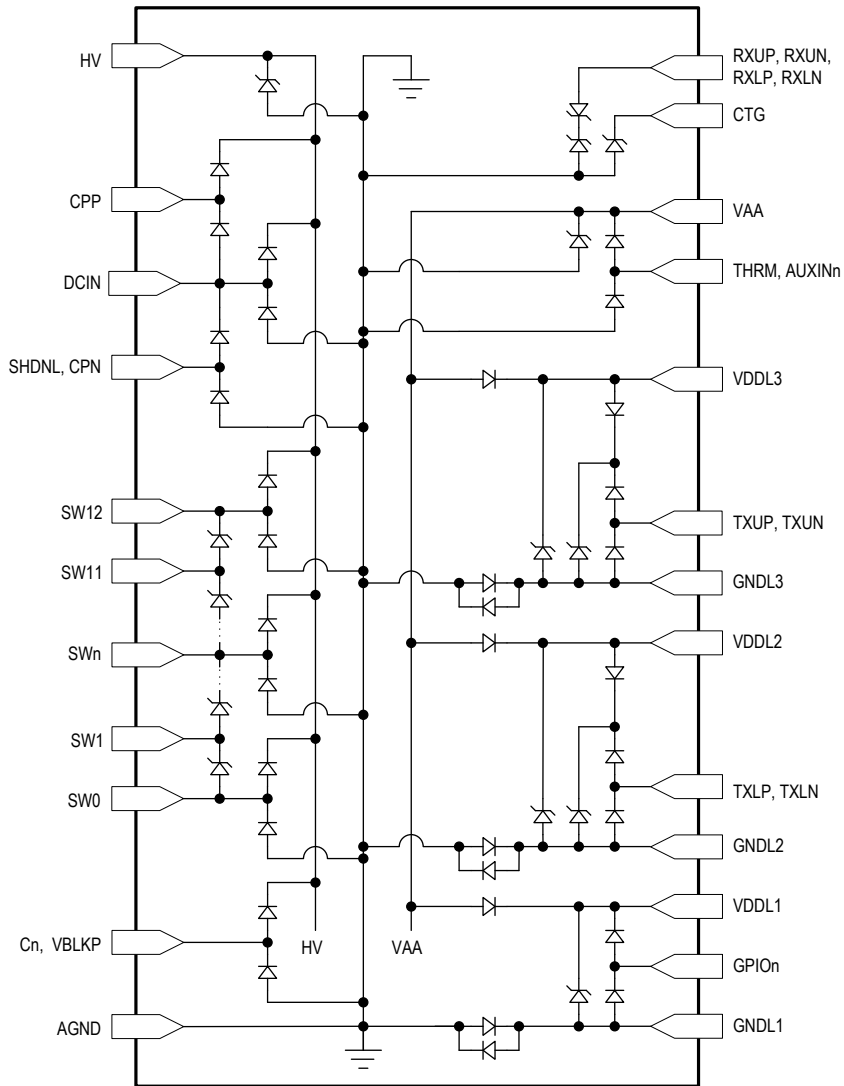 HV
CPP
DCIN
SHDNL, CPN
SW12
SW11
SWn
SW1
SW0
Cn, VBLKP
AGND
HV
VAA
RXUP, RXUN,
RXLP, RXLN
CTG
VAA
THRM, AUXINn
VDDL3
TXUP, TXUN
GNDL3
VDDL2
TXLP, TXLN
GNDL2
VDDL1
GPIOn
GNDL1